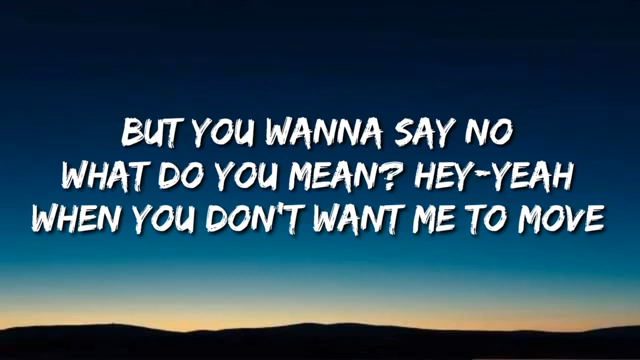 BUT YOU WANNA SAY NO
WHAT DO YOU MEAN? HEY-YEAH
WHEN YOU DON'T WANT ME TO MOVE